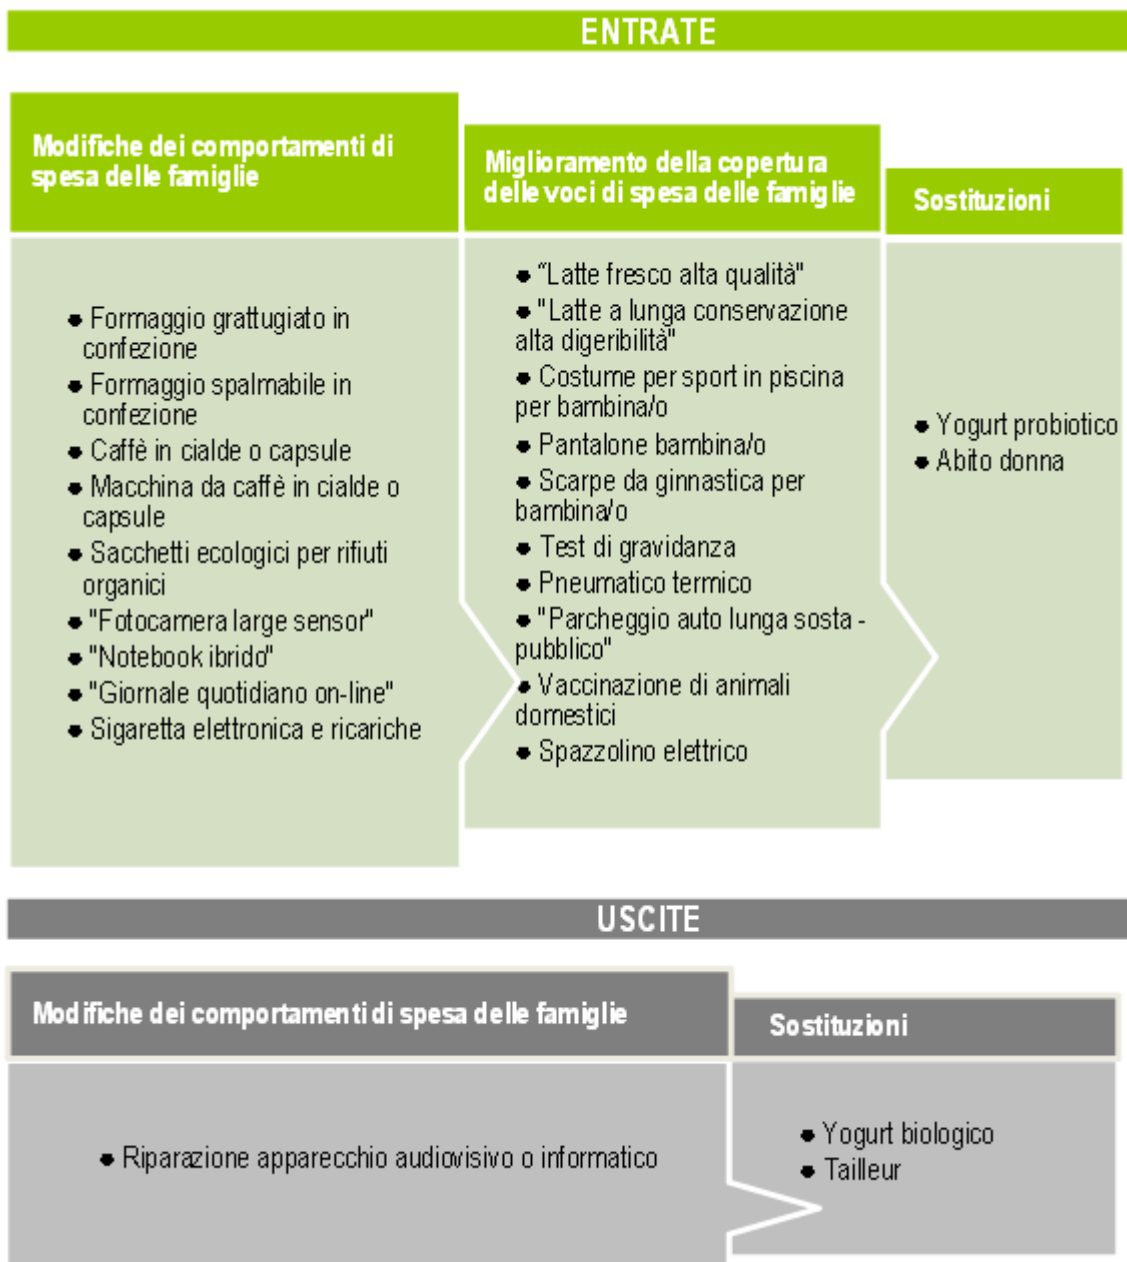 ENTRATE
Modifiche dei comportamenti di
spesa delle famiglie
● Formaggio grattugiato in
confezione
● Formaggio spalmabile in
confezione
● Caffè in cialde o capsule
● Macchina da caffè in cialde o
capsule
● Sacchetti ecologici per rifiuti
organici
● "Fotocamera large sensor"
● "Notebook ibrido"
● "Giornale quotidiano on-line"
● Sigaretta elettronica e ricariche
Miglioramento della copertura
delle voci di spesa delle famiglie
● “Latte fresco alta qualità"
● "Latte a lunga conservazione
alta digeribilità"
● Costume per sport in piscina
per bambina/o
● Pantalone bambina/o
● Scarpe da ginnastica per
bambina/o
● Test di gravidanza
● Pneumatico termico
● "Parcheggio auto lunga sosta -
pubblico"
● Vaccinazione di animali
domestici
● Spazzolino elettrico
Sostituzioni
● Yogurt probiotico
● Abito donna
USCITE
Modifiche dei comportamenti di spesa delle famiglie
● Riparazione apparecchio audiovisivo o informatico
Sostituzioni
● Yogurt biologico
● Tailleur